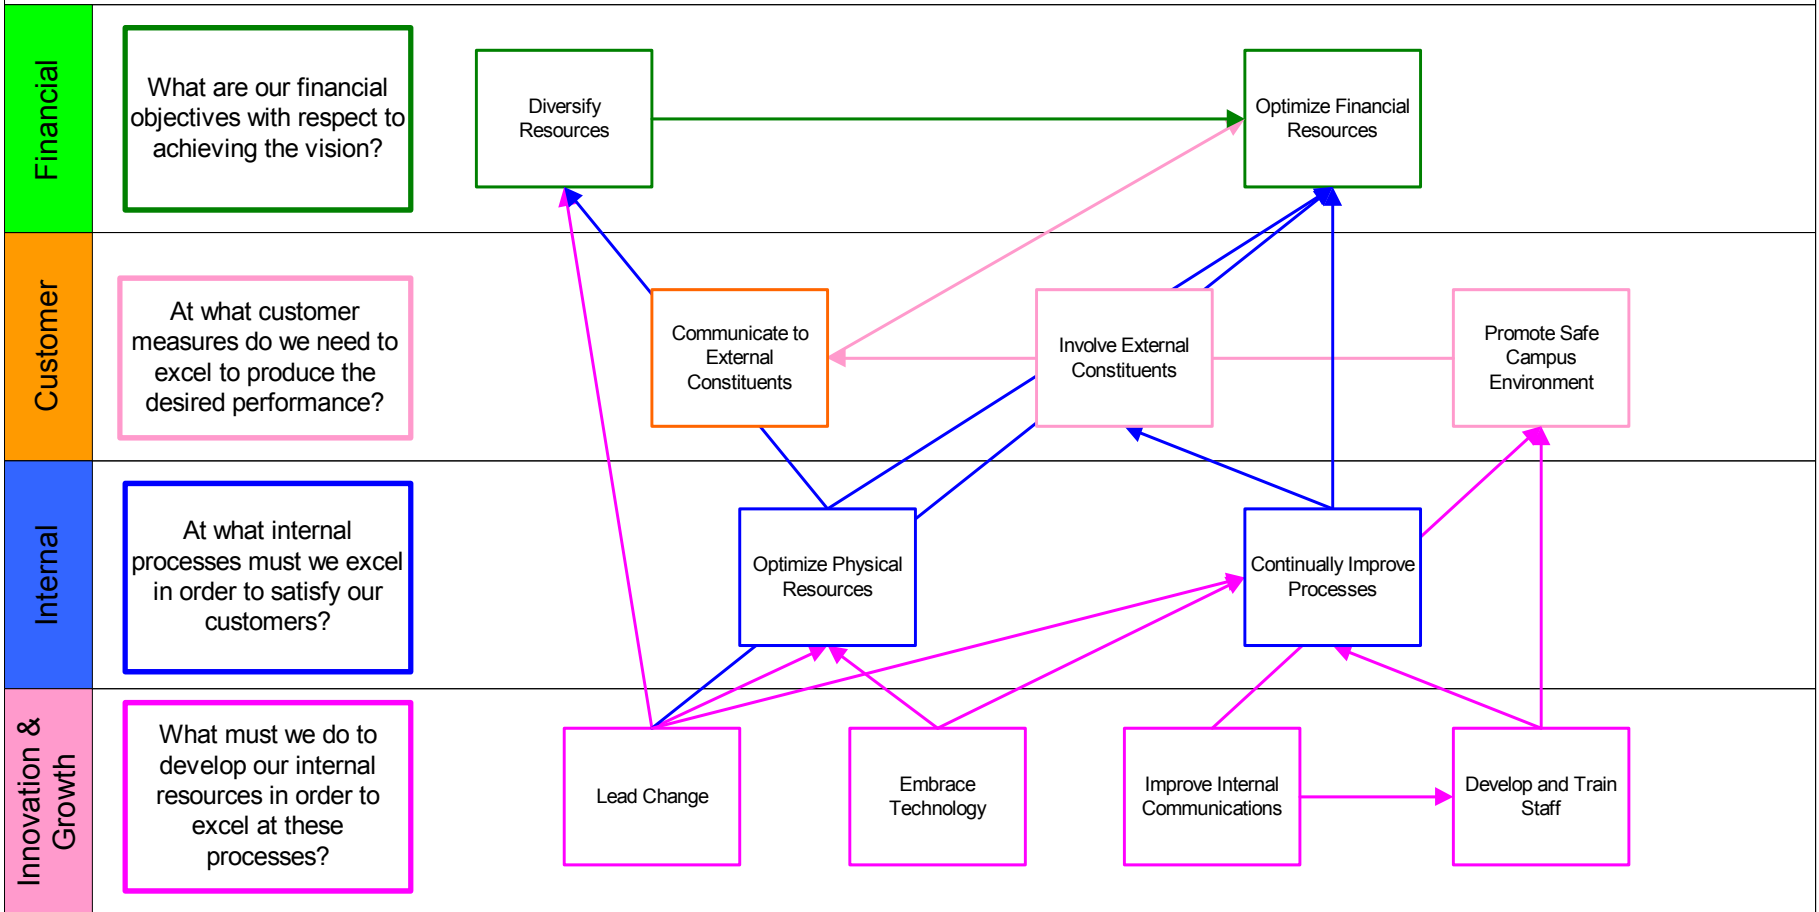 Financial
What are our financial
objectives with respect to
achieving the vision?
Diversify
Resources
Optimize Financial
Resources
Customer
At what customer
measures do we need to
excel to produce the
desired performance?
Communicate to
External
Constituents
Involve External
Constituents
Promote Safe
Campus
Environment
Internal
At what internal
processes must we excel
in order to satisfy our
customers?
Optimize Physical
Resources
Continually Improve
Processes
Innovation &
Growth
What must we do to
develop our internal
resources in order to
excel at these
processes?
Lead Change
Embrace
Technology
Improve Internal
Communications
Develop and Train
Staff